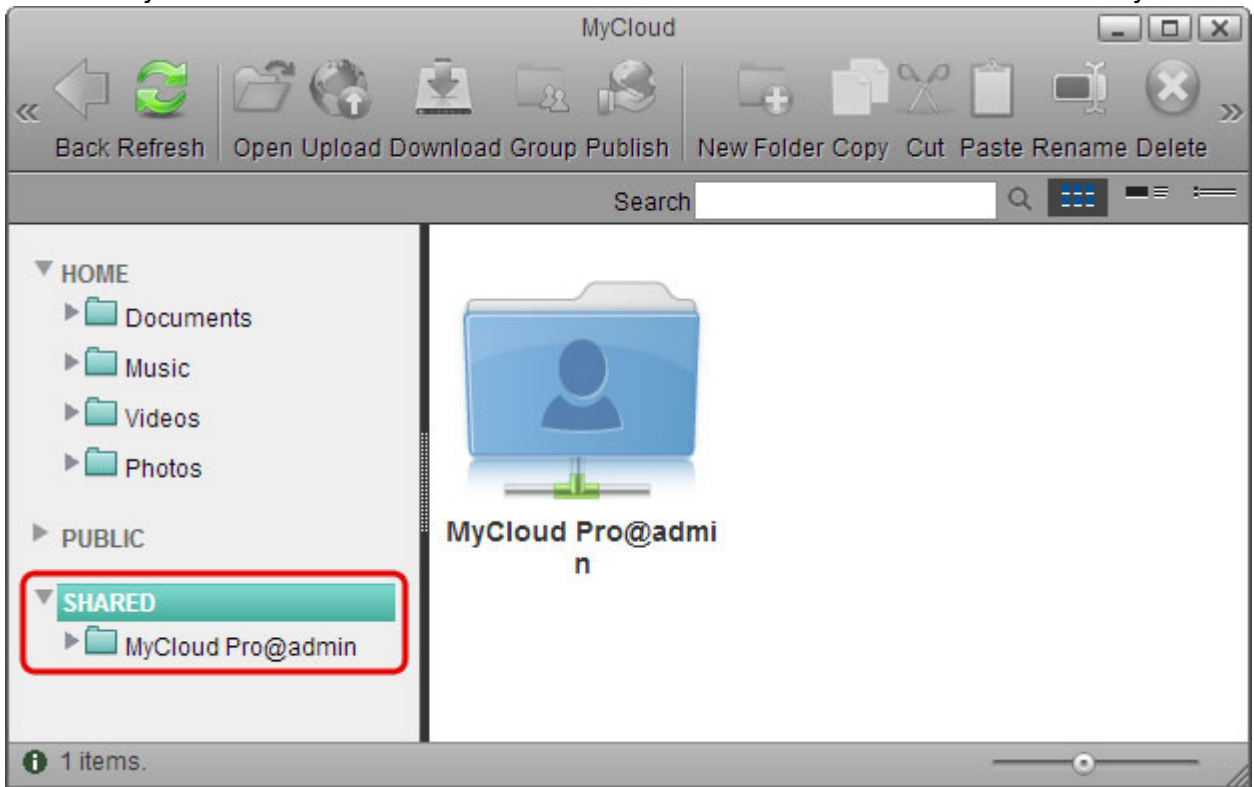 MyCloud
Back Refresh Open Upload Download Group Publish New Folder Copy Cut Paste Rename Delete
Search
HOME
Documents
Music
Videos
Photos
PUBLIC
SHARED
MyCloud Pro@admin
MyCloud Pro@admi
n
1 items.